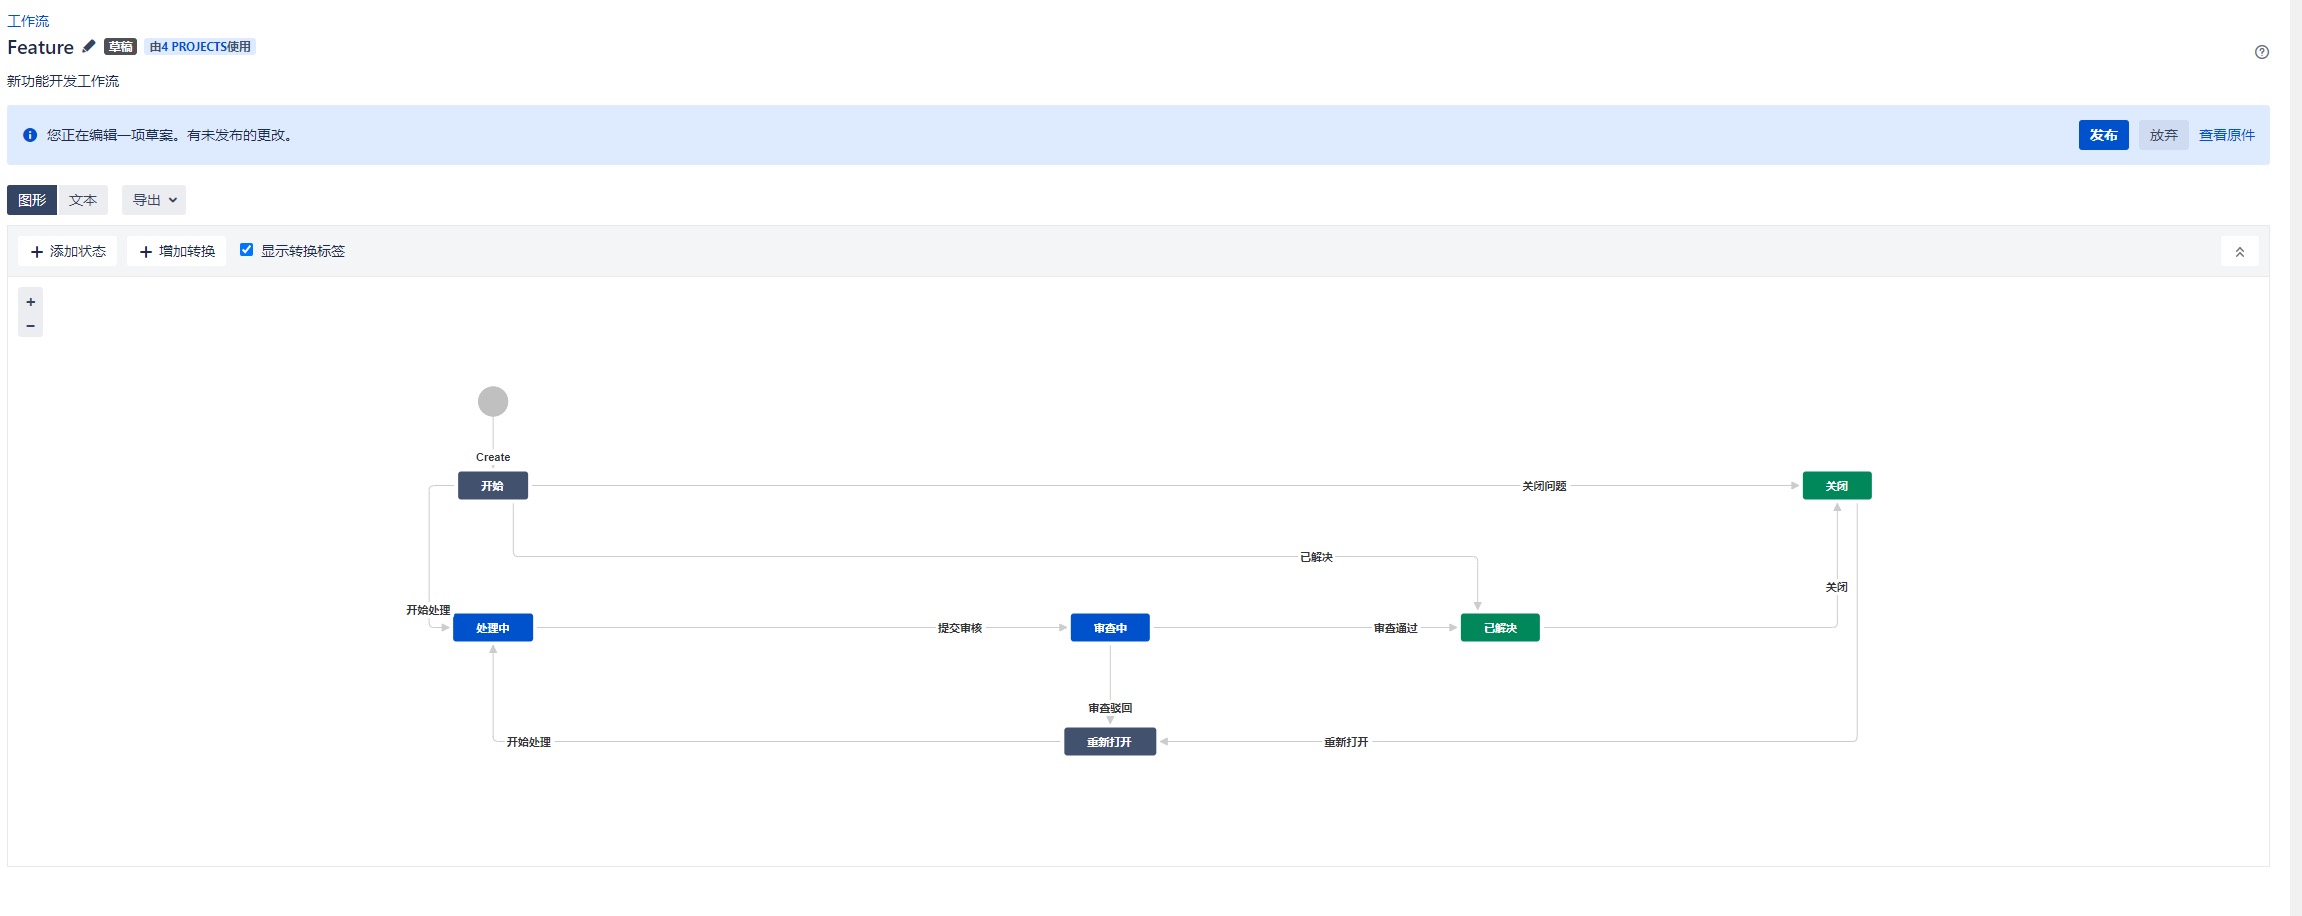 工作流
Feature 草稿 由4 PROJECTS使用
新功能开发工作流
您正在编辑一项草案。有未发布的更改。 发布 放弃 查看原件
图形 文本 导出
+ 添加状态 + 增加转换 显示转换标签
+
−
Create
开始 关闭问题 关闭
已解决
关闭
开始处理
处理中 提交审核 审查中 审查通过 已解决
审查驳回
开始处理 重新打开 重新打开